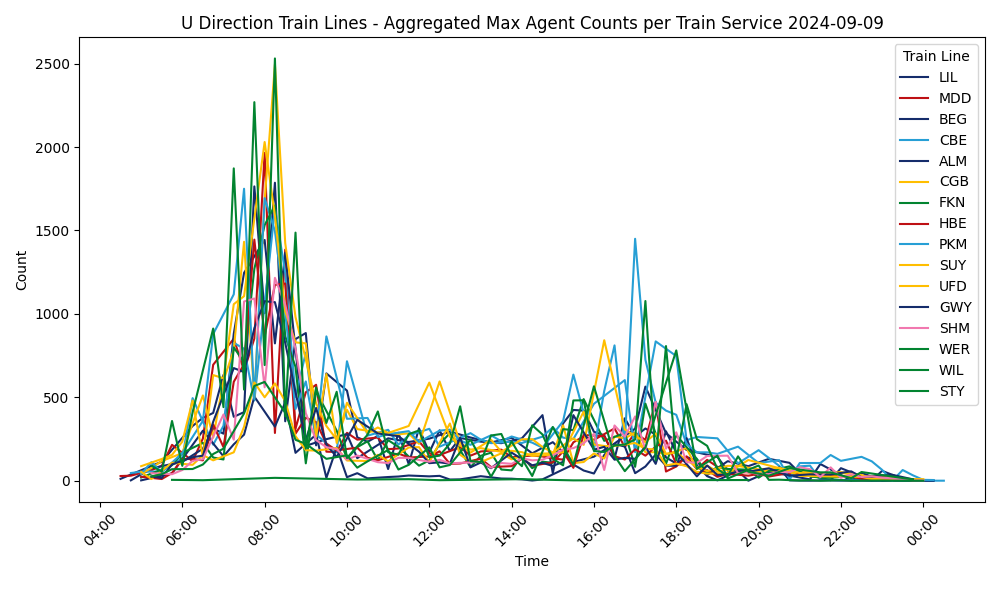 U Direction Train Lines - Aggregated Max Agent Counts per Train Service 2024-09-09
Train Line
LIL
MDD
BEG
CBE
ALM
CGB
FKN
HBE
PKM
SUY
UFD
GWY
SHM
WER
WIL
STY
Count
2500
2000
1500
1000
500
0
04:00
06:00
08:00
10:00
12:00
14:00
16:00
18:00
20:00
22:00
00:00
Time